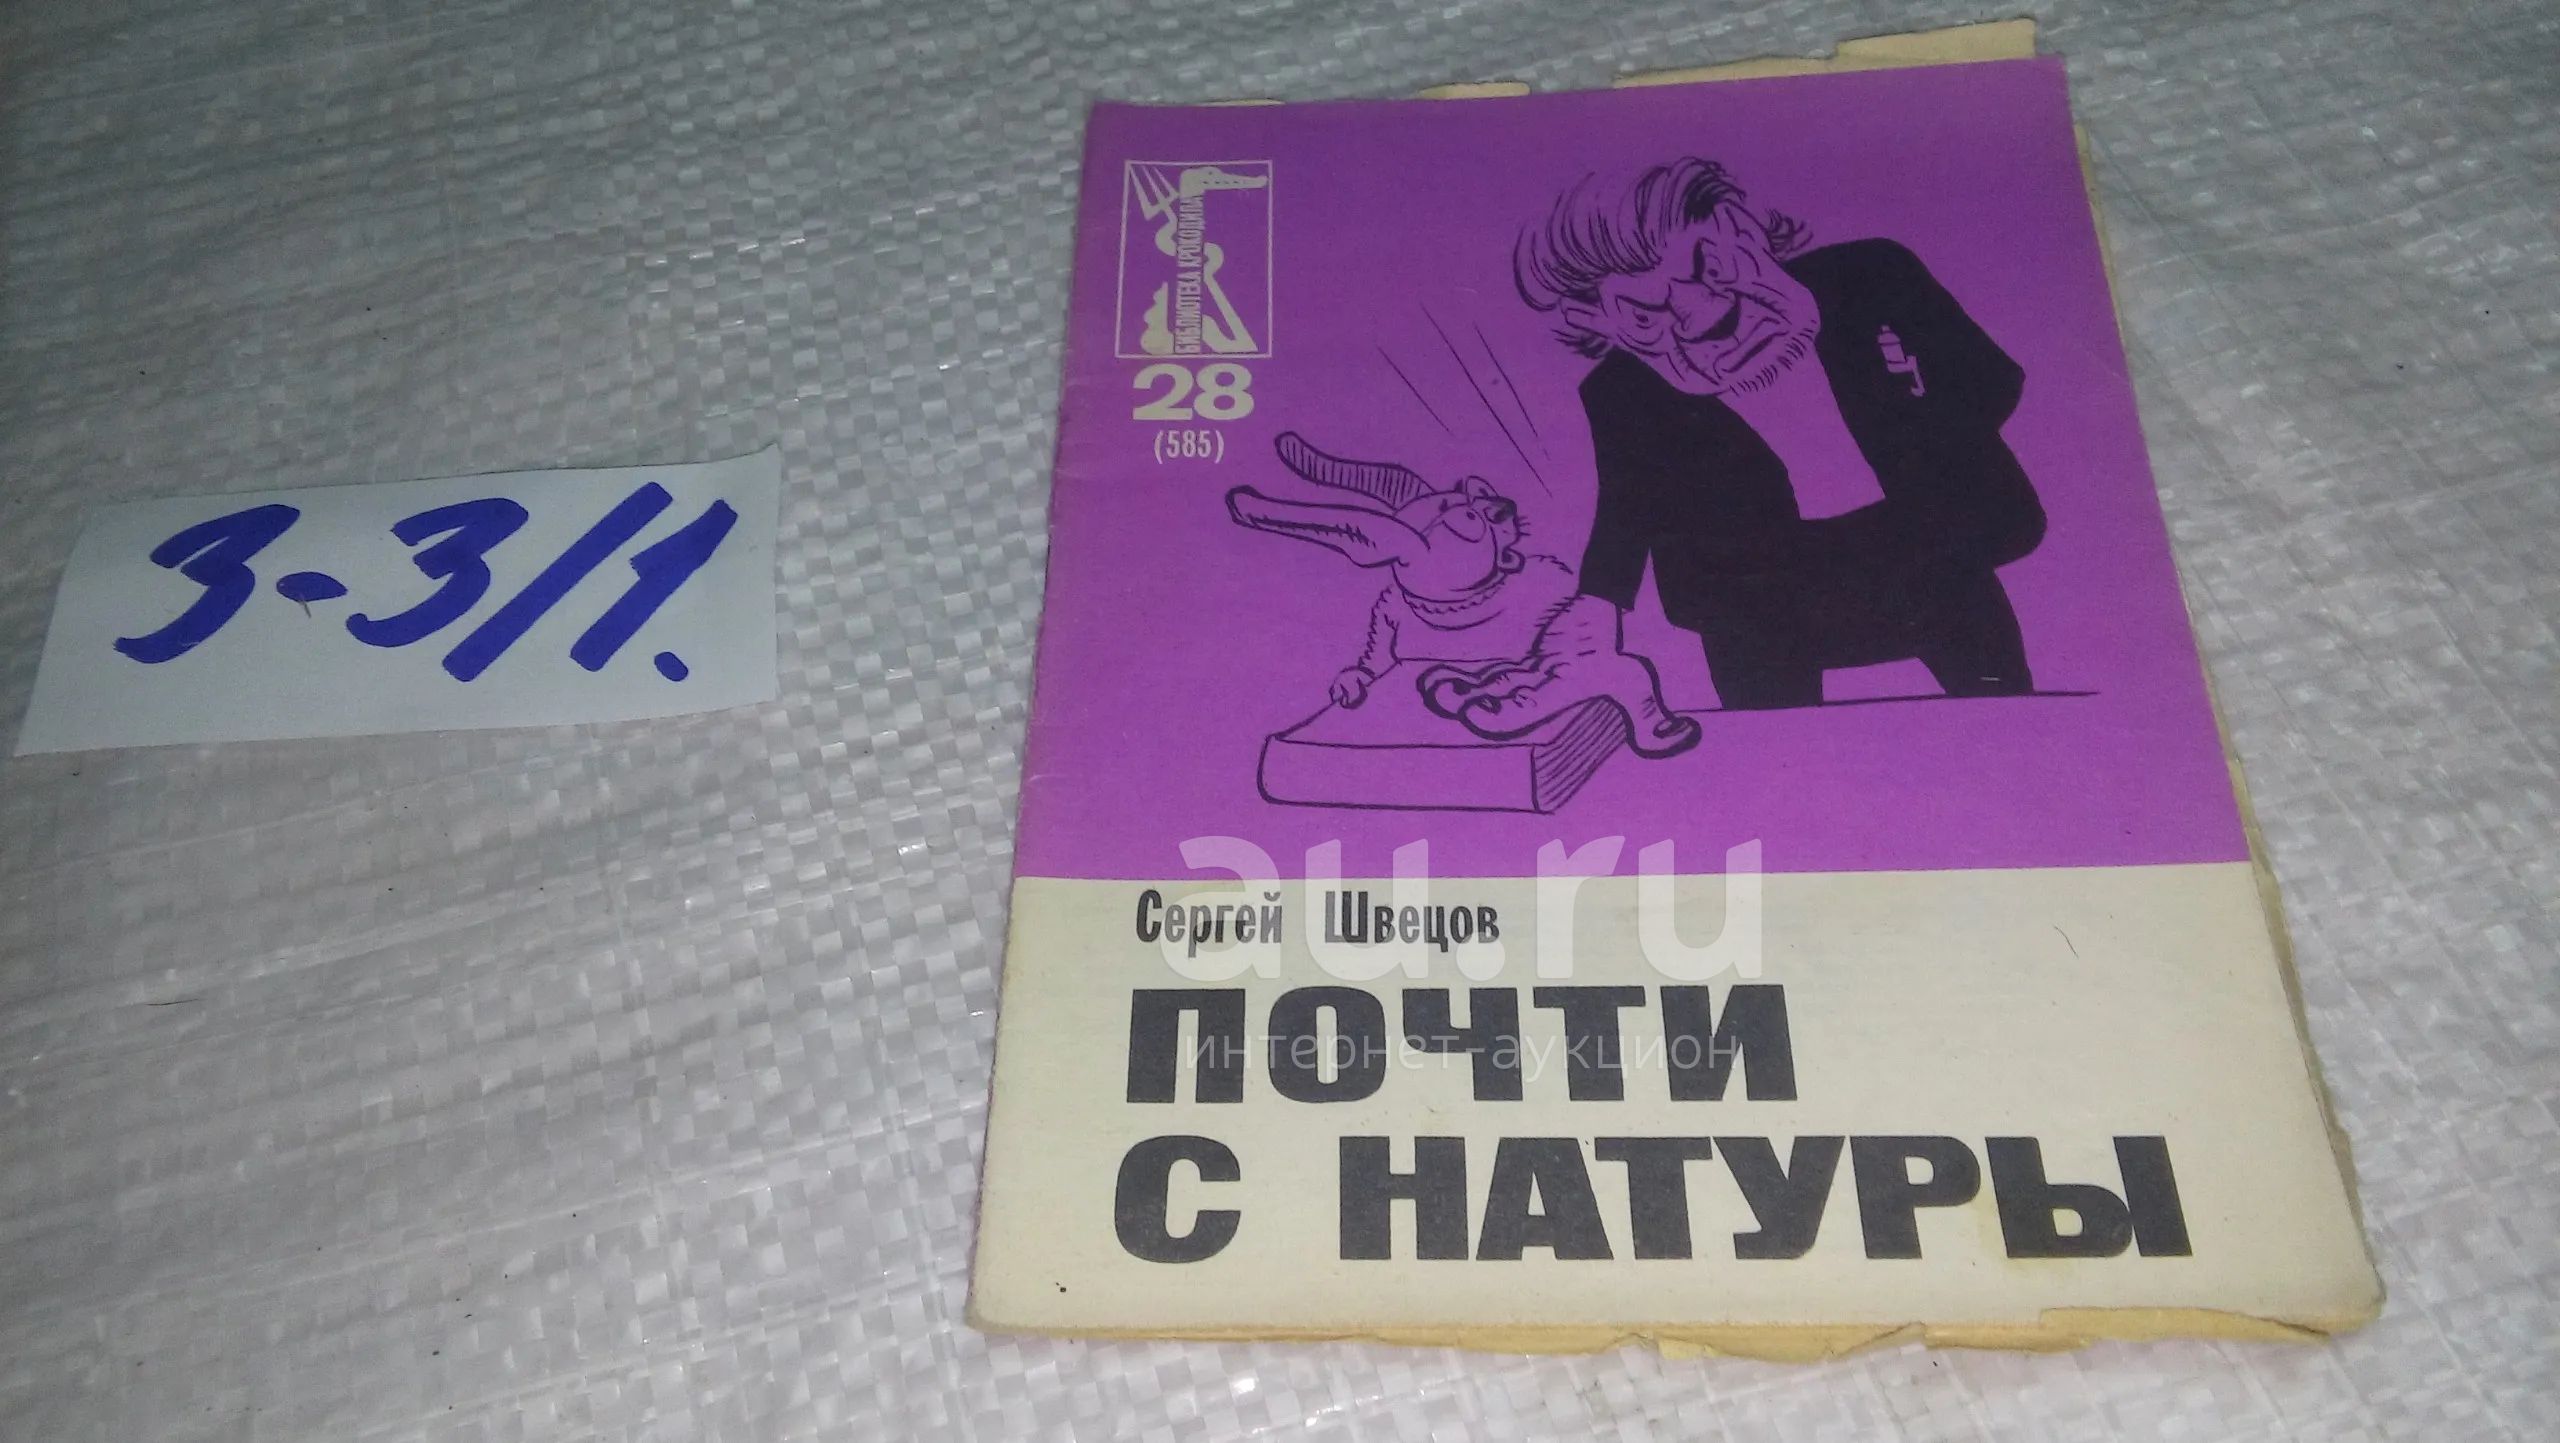 3-3/1.
БИБЛИОТЕКА КРОКОДИЛА
28
(585)
au.ru
Сергей Швецов
интернет-аукцион
ПОЧТИ
С НАТУРЫ